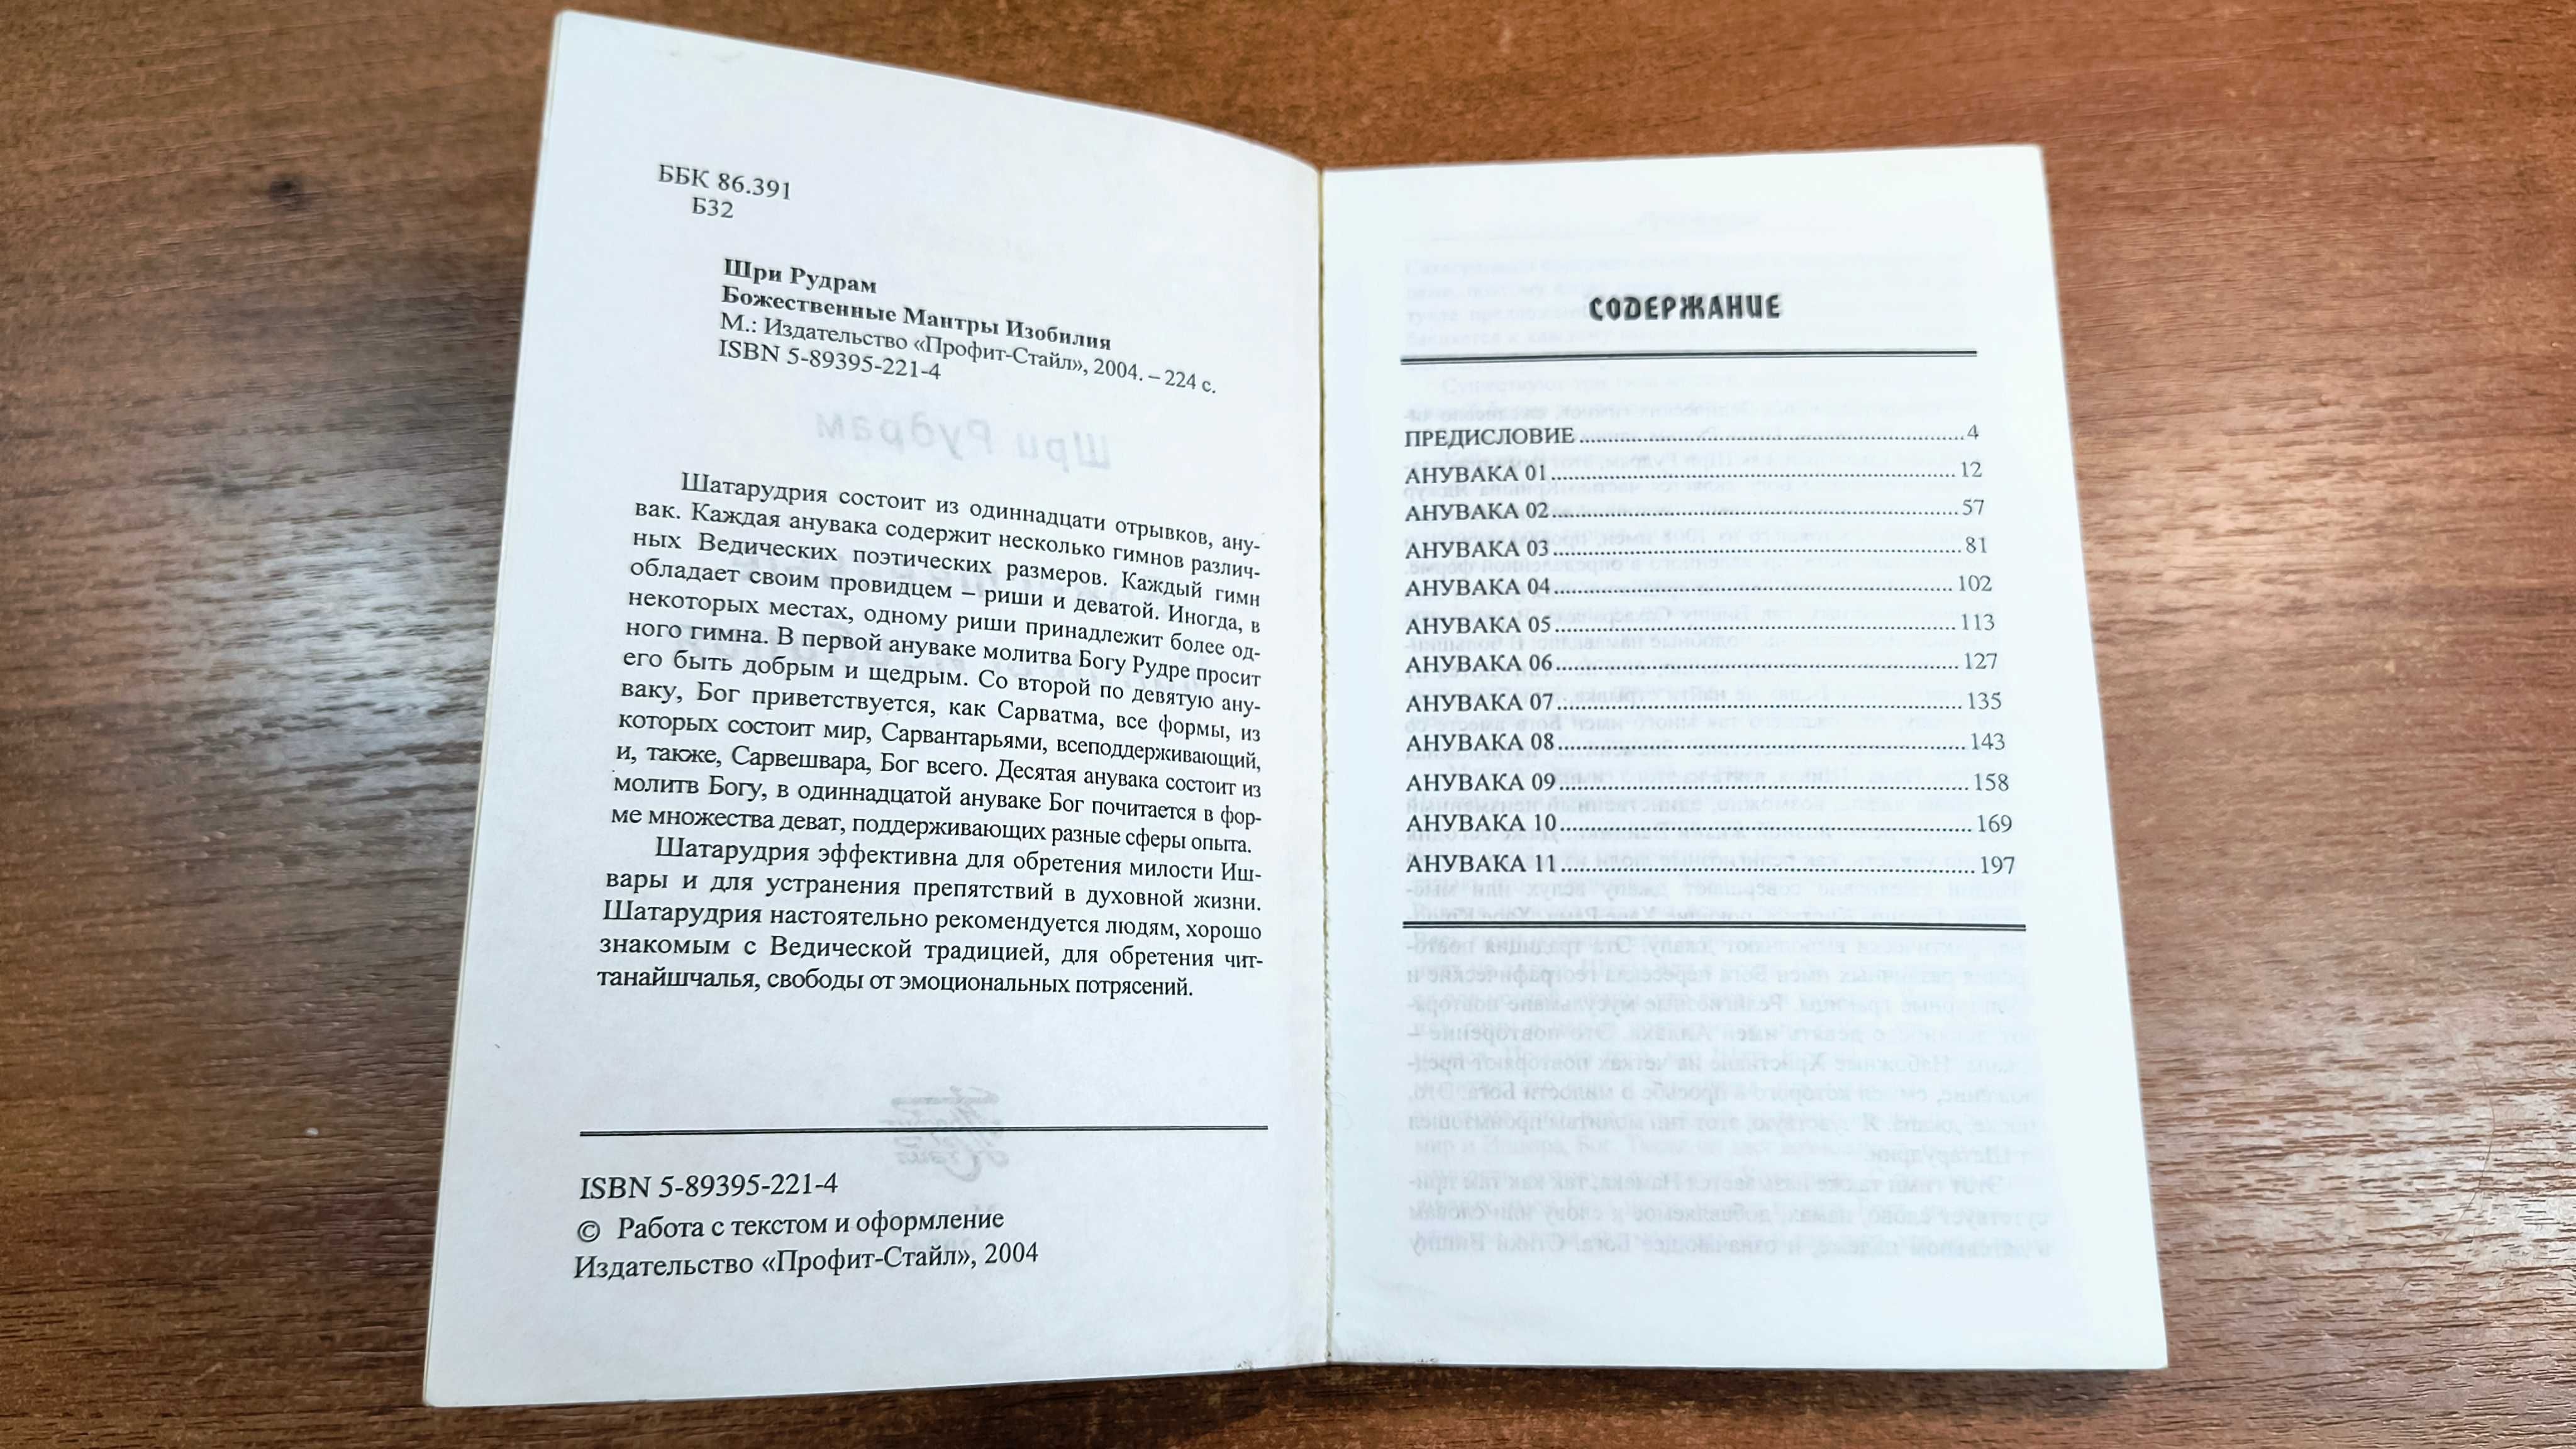 ББК 86.391
Б32
Шри Рудрам
Божественные Мантры Изобилия
М.: Издательство «Профит-Стайл», 2004. – 224 с.
ISBN 5-89395-221-4
Шатарудрия состоит из одиннадцати отрывков, ану-
вак. Каждая анувака содержит несколько гимнов различ-
ных Ведических поэтических размеров. Каждый гимн
обладает своим провидцем – риши и деватой. Иногда, в
некоторых местах, одному риши принадлежит более од-
ного гимна. В первой ануваке молитва Богу Рудре просит
его быть добрым и щедрым. Со второй по девятую ану-
ваку, Бог приветствуется, как Сарватма, все формы, из
которых состоит мир, Сарвантарьями, всеподдерживающий,
и, также, Сарвешвара, Бог всего. Десятая анувака состоит из
молитв Богу, в одиннадцатой ануваке Бог почитается в фор-
ме множества деват, поддерживающих разные сферы опыта.
Шатарудрия эффективна для обретения милости Иш-
вары и для устранения препятствий в духовной жизни.
Шатарудрия настоятельно рекомендуется людям, хорошо
знакомым с Ведической традицией, для обретения чит-
танайшчалья, свободы от эмоциональных потрясений.
ISBN 5-89395-221-4
© Работа с текстом и оформление
Издательство «Профит-Стайл», 2004
СОДЕРЖАНИЕ
ПРЕДИСЛОВИЕ 4
АНУВАКА 01 12
АНУВАКА 02 57
АНУВАКА 03 81
АНУВАКА 04 102
АНУВАКА 05 113
АНУВАКА 06 127
АНУВАКА 07 135
АНУВАКА 08 143
АНУВАКА 09 158
АНУВАКА 10 169
АНУВАКА 11 197